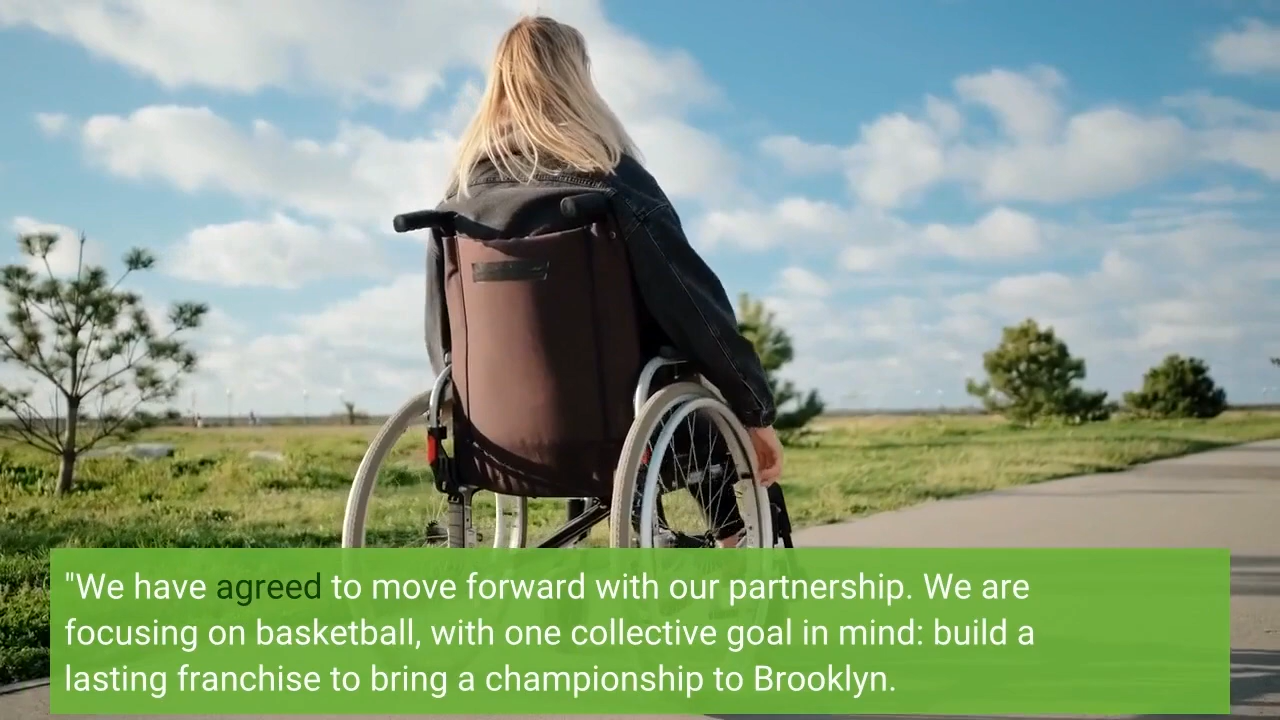 "We have agreed to move forward with our partnership. We are
focusing on basketball, with one collective goal in mind: build a
lasting franchise to bring a championship to Brooklyn.